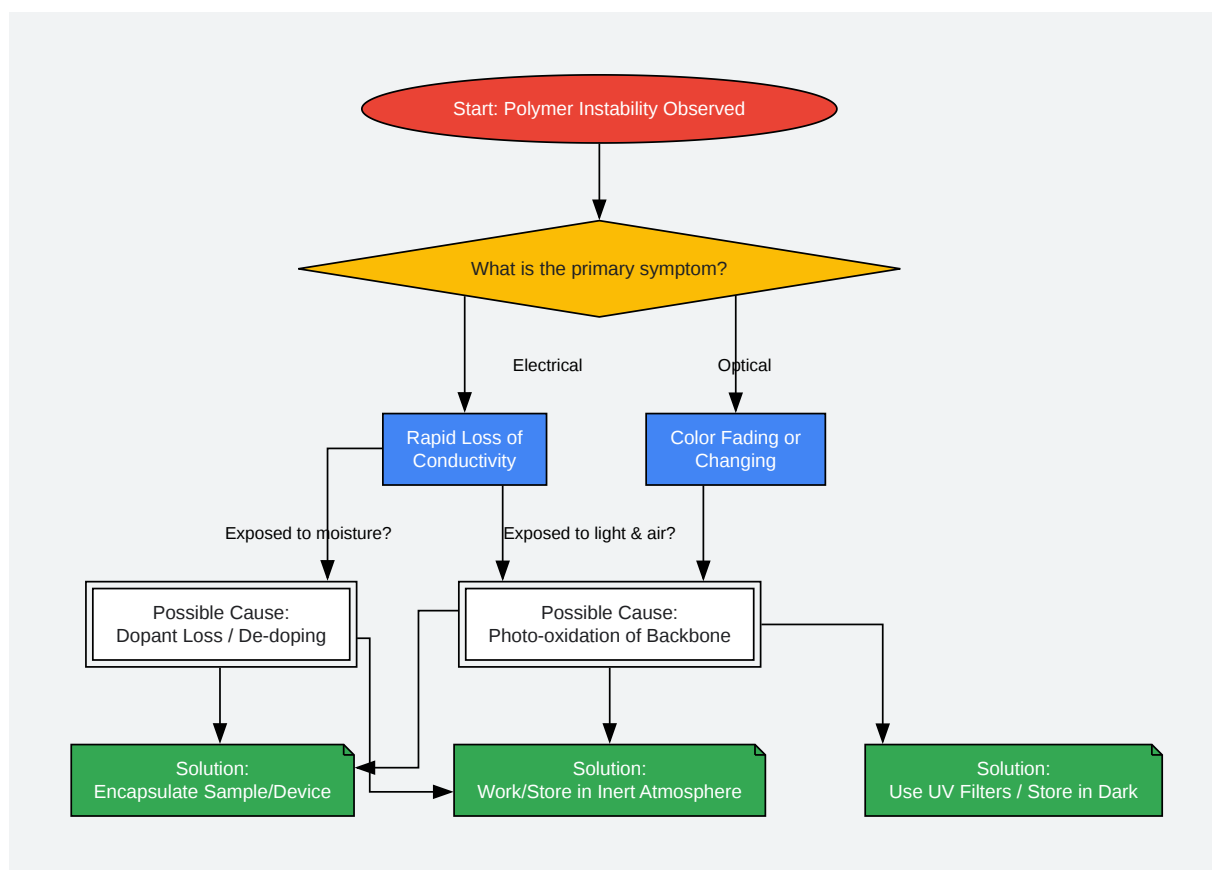 Start: Polymer Instability Observed
What is the primary symptom?
Electrical
Optical
Rapid Loss of
Conductivity
Color Fading or
Changing
Exposed to moisture?
Exposed to light & air?
Possible Cause:
Dopant Loss / De-doping
Possible Cause:
Photo-oxidation of Backbone
Solution:
Encapsulate Sample/Device
Solution:
Work/Store in Inert Atmosphere
Solution:
Use UV Filters / Store in Dark